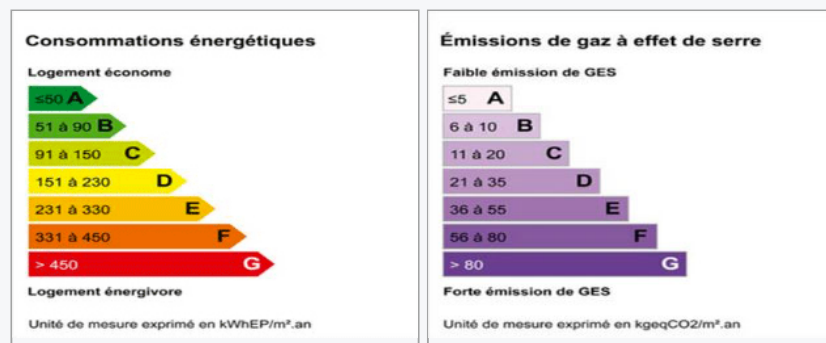 Consommations énergétiques
Logement économe
≤50 A
51 à 90 B
91 à 150 C
151 à 230 D
231 à 330 E
331 à 450 F
> 450 G
Logement énergivore
Unité de mesure exprimé en kWhEP/m².an
Émissions de gaz à effet de serre
Faible émission de GES
≤5 A
6 à 10 B
11 à 20 C
21 à 35 D
36 à 55 E
56 à 80 F
> 80 G
Forte émission de GES
Unité de mesure exprimé en kgeqCO2/m².an